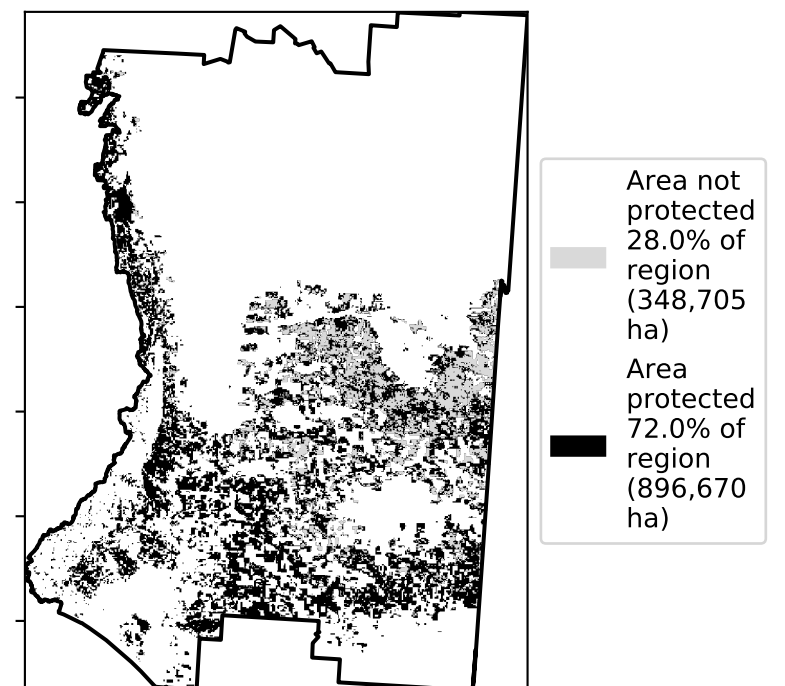 Area not
protected
28.0% of
region
(348,705
ha)
Area
protected
72.0% of
region
(896,670
ha)